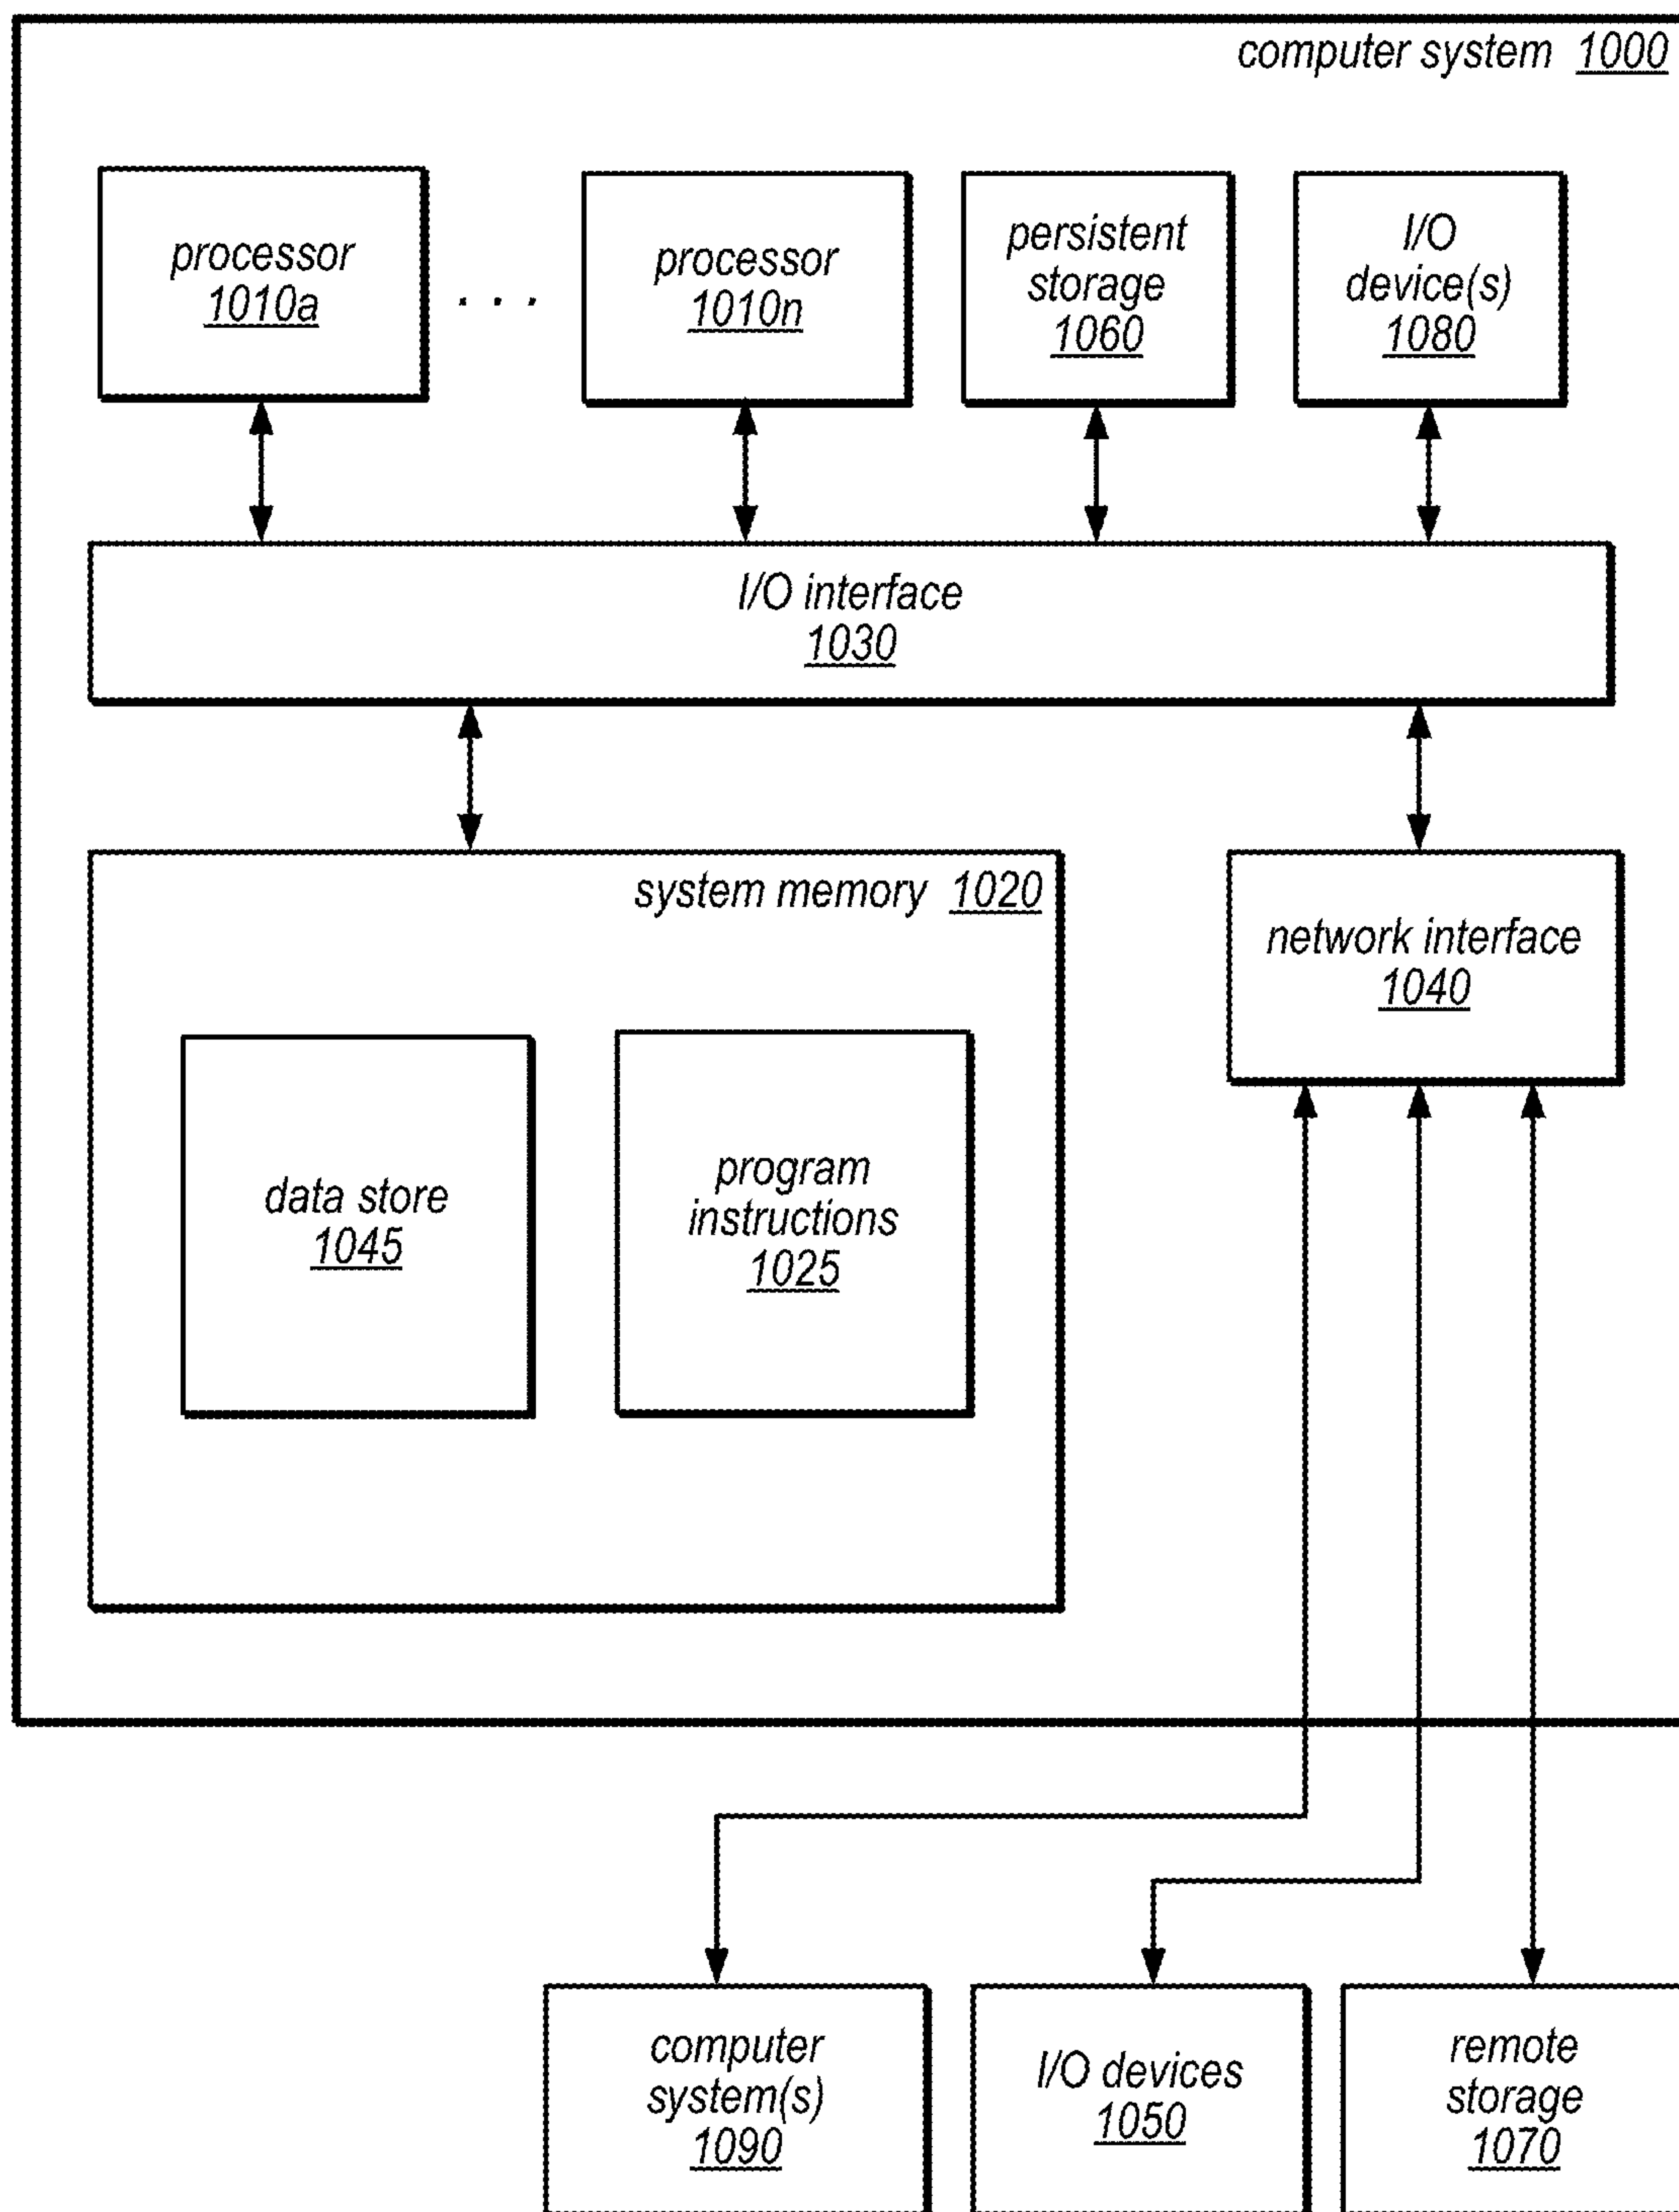 computer system 1000
processor
1010a
. . .
processor
1010n
persistent
storage
1060
I/O
device(s)
1080
I/O interface
1030
system memory 1020
network interface
1040
data store
1045
program
instructions
1025
computer
system(s)
1090
I/O devices
1050
remote
storage
1070